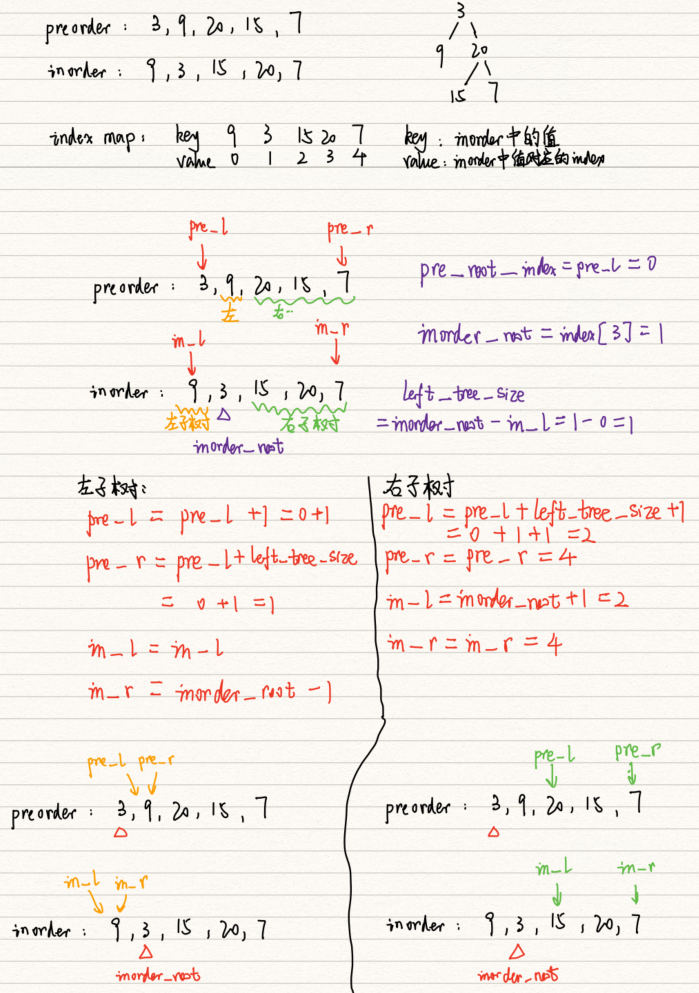 preorder: 3, 9, 20, 15, 7
inorder: 9, 3, 15, 20, 7
3
9 20
15 7
index map: key 9 3 15 20 7
value 0 1 2 3 4
key: inorder中的值
value: inorder中值对应的index
pre_l pre_r
preorder: 3, 9, 20, 15, 7
左 右
in_l in_r
inorder: 9, 3, 15, 20, 7
左子树 右子树
inorder_root
pre_root_index = pre_l = 0
inorder_root = index[3] = 1
left_tree_size
= inorder_root - in_l = 1 - 0 = 1
左子树:
pre_l = pre_l + 1 = 0+1
pre_r = pre_l + left_tree_size
= 0 + 1 = 1
in_l = in_l
in_r = inorder_root - 1
右子树
pre_l = pre_l + left_tree_size + 1
= 0 + 1 + 1 = 2
pre_r = pre_r = 4
in_l = inorder_root + 1 = 2
in_r = in_r = 4
pre_l pre_r
preorder: 3, 9, 20, 15, 7
in_l in_r
inorder: 9, 3, 15, 20, 7
inorder_root
pre_l pre_r
preorder: 3, 9, 20, 15, 7
in_l in_r
inorder: 9, 3, 15, 20, 7
inorder_root